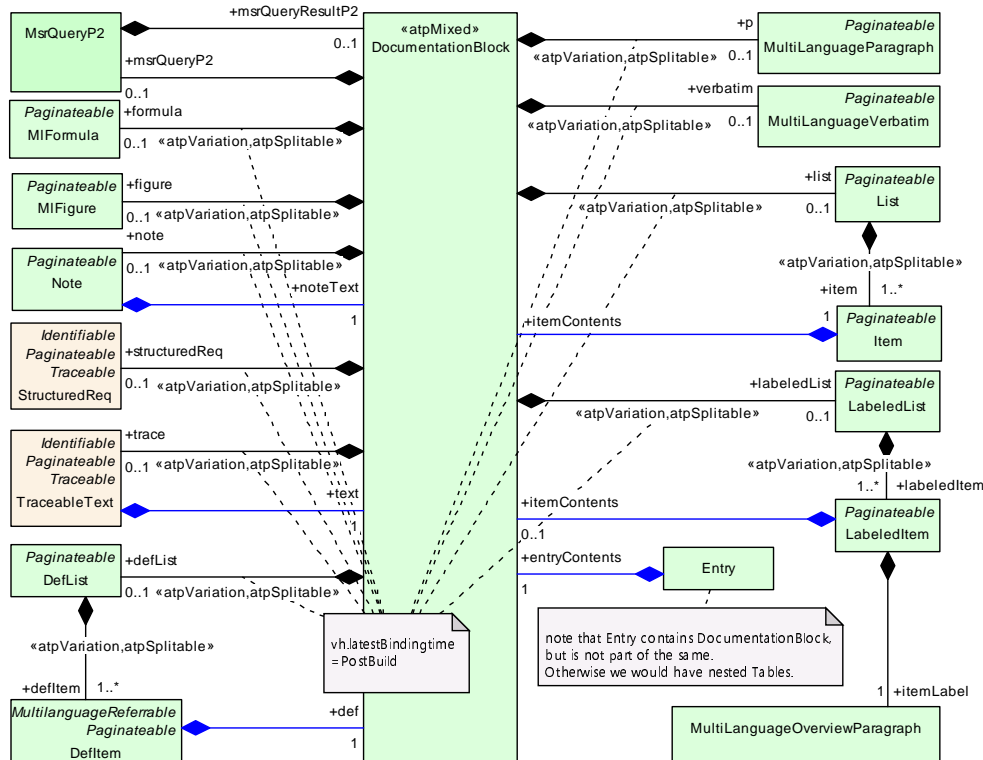 MsrQueryP2
+msrQueryResultP2
0..1
+msrQueryP2
0..1
Paginateable
MlFormula
+formula
0..1
«atpVariation,atpSplitable»
Paginateable
MlFigure
+figure
0..1
«atpVariation,atpSplitable»
Paginateable
Note
+note
0..1
«atpVariation,atpSplitable»
+noteText
1
Identifiable
Paginateable
Traceable
StructuredReq
+structuredReq
0..1
«atpVariation,atpSplitable»
Identifiable
Paginateable
Traceable
TraceableText
+trace
0..1
«atpVariation,atpSplitable»
+text
1
Paginateable
DefList
+defList
0..1
«atpVariation,atpSplitable»
«atpVariation,atpSplitable»
+defItem
1..*
MultilanguageReferrable
Paginateable
DefItem
+def
1
«atpMixed»
DocumentationBlock
vh.latestBindingtime
= PostBuild
+p
0..1
«atpVariation,atpSplitable»
Paginateable
MultiLanguageParagraph
+verbatim
0..1
«atpVariation,atpSplitable»
Paginateable
MultiLanguageVerbatim
+list
0..1
«atpVariation,atpSplitable»
Paginateable
List
«atpVariation,atpSplitable»
+item
1..*
+itemContents
1
Paginateable
Item
+labeledList
0..1
«atpVariation,atpSplitable»
Paginateable
LabeledList
«atpVariation,atpSplitable»
1..*
+labeledItem
+itemContents
0..1
Paginateable
LabeledItem
+entryContents
1
Entry
note that Entry contains DocumentationBlock,
but is not part of the same.
Otherwise we would have nested Tables.
1
+itemLabel
MultiLanguageOverviewParagraph